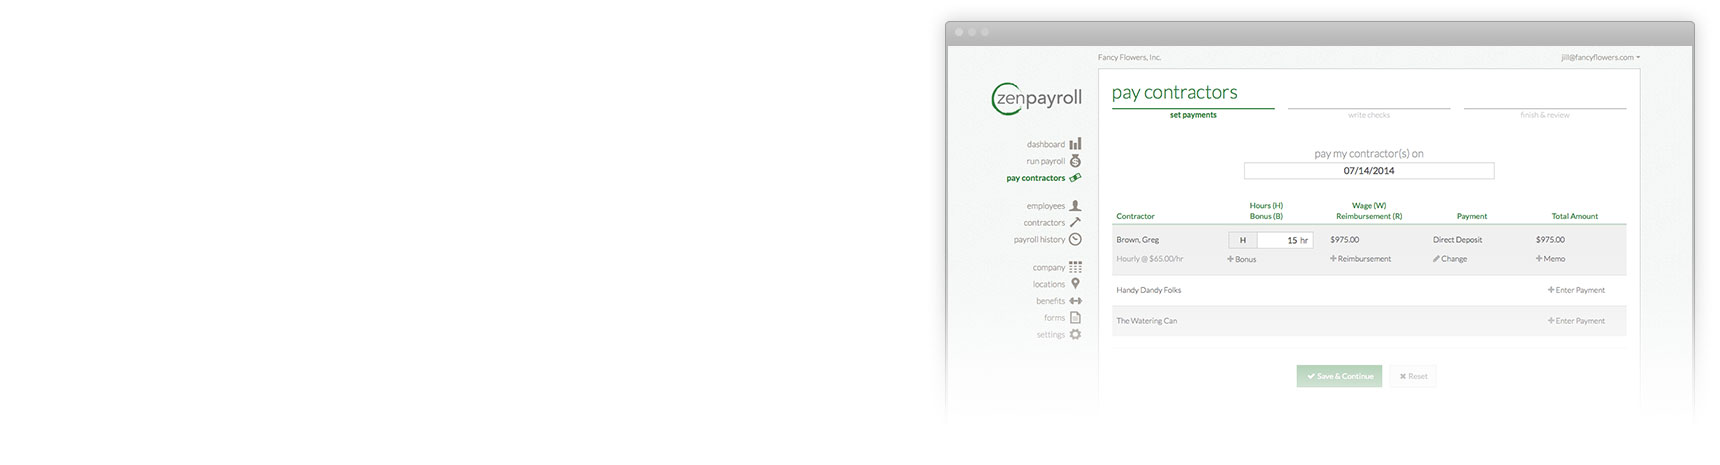 Fancy Flowers, Inc. jill@fancyflowers.com
zenpayroll
dashboard
run payroll
pay contractors
employees
contractors
payroll history
company
locations
benefits
forms
settings
pay contractors
set payments write checks finish & review
pay my contractor(s) on
07/14/2014
Hours (H) Wage (W)
Contractor Bonus (B) Reimbursement (R) Payment Total Amount
Brown, Greg H 15 hr $975.00 Direct Deposit $975.00
Hourly @ $65.00/hr Bonus Reimbursement Change Memo
Handy Dandy Folks Enter Payment
The Watering Can Enter Payment
Save & Continue Reset